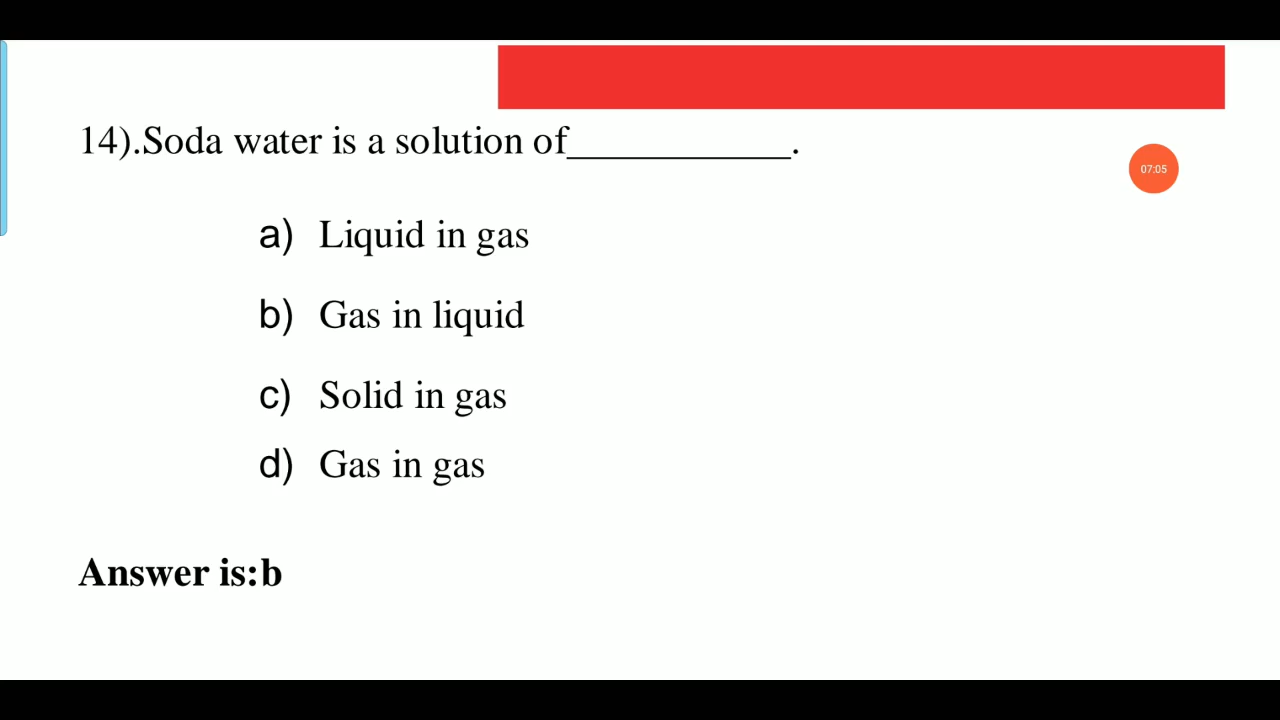 14).Soda water is a solution of___________.
07:05
a) Liquid in gas
b) Gas in liquid
c) Solid in gas
d) Gas in gas
Answer is:b